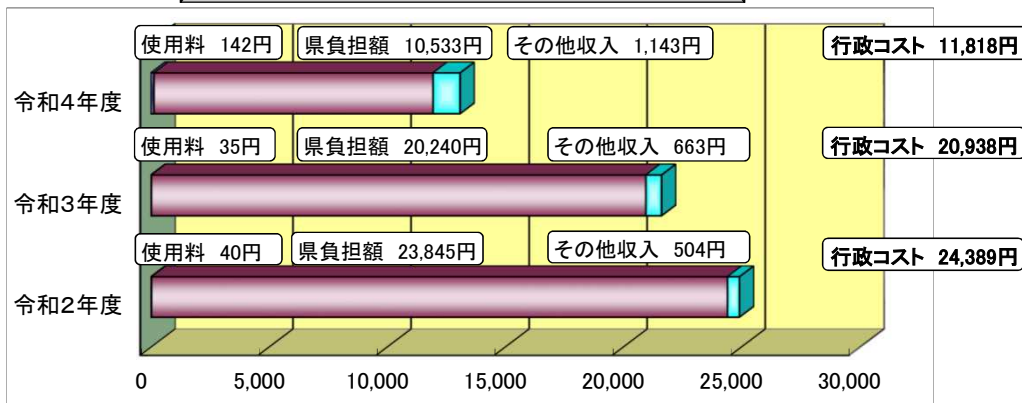 使用料 142円 県負担額 10,533円 その他収入 1,143円 行政コスト 11,818円
令和4年度
使用料 35円 県負担額 20,240円 その他収入 663円 行政コスト 20,938円
令和3年度
使用料 40円 県負担額 23,845円 その他収入 504円 行政コスト 24,389円
令和2年度
0 5,000 10,000 15,000 20,000 25,000 30,000